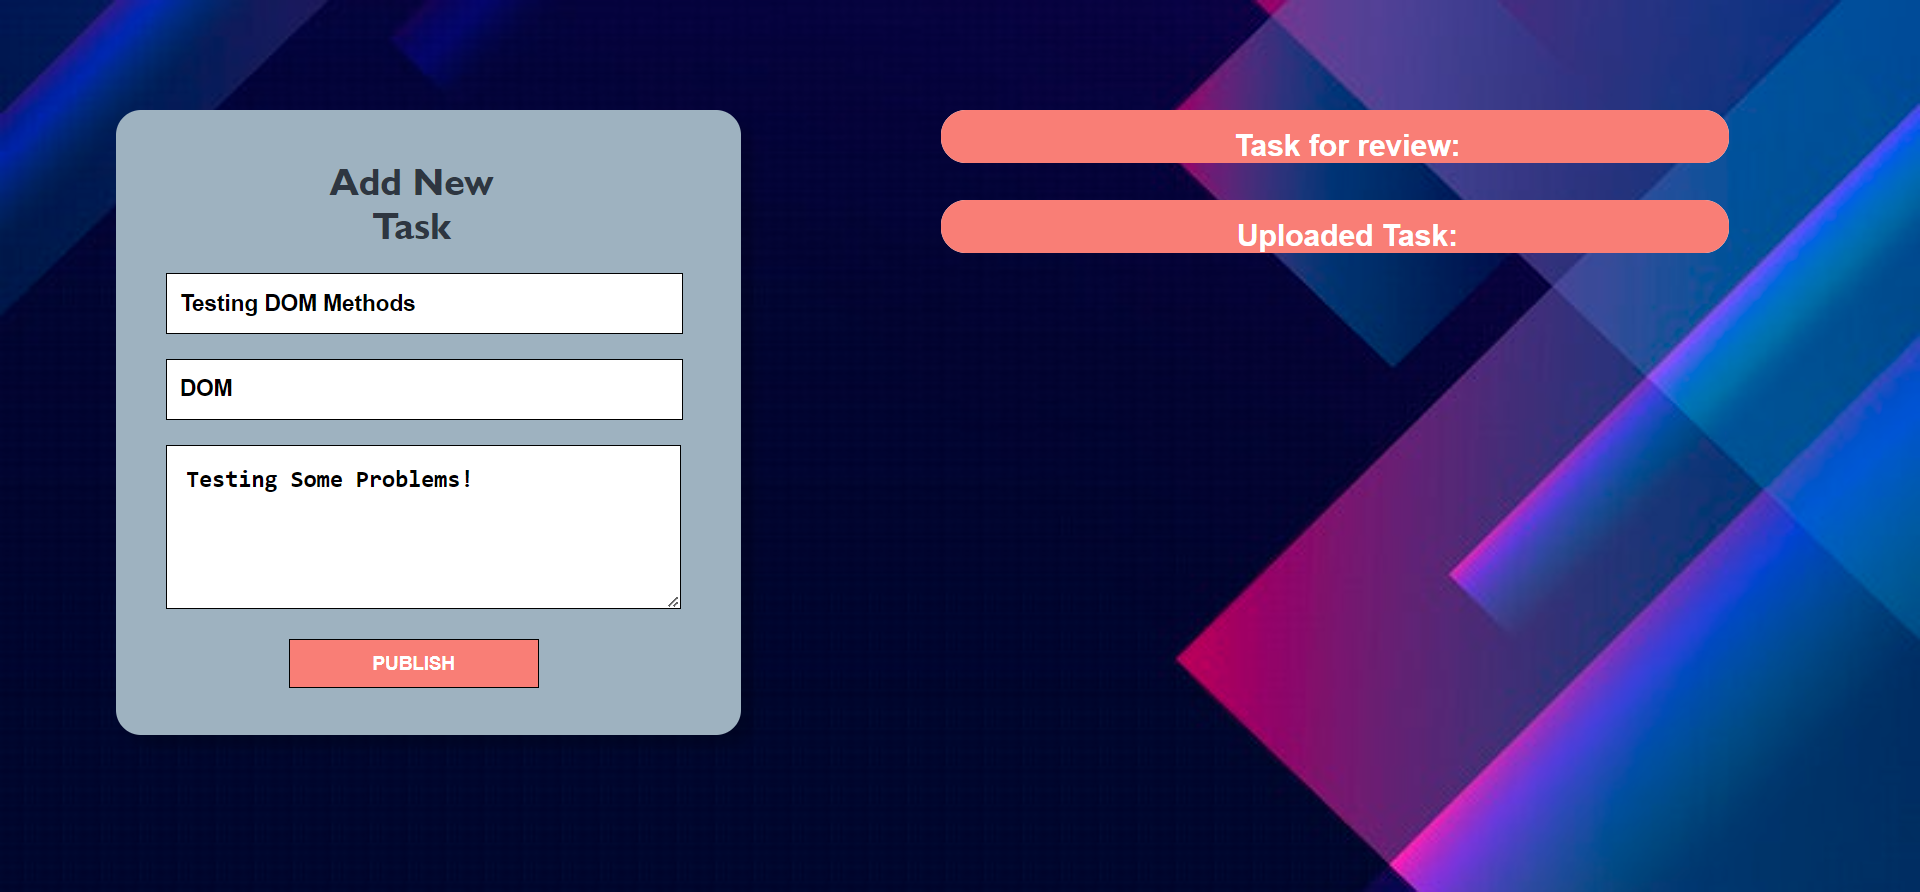 Add New
Task
Testing DOM Methods
DOM
Testing Some Problems!
PUBLISH
Task for review:
Uploaded Task: